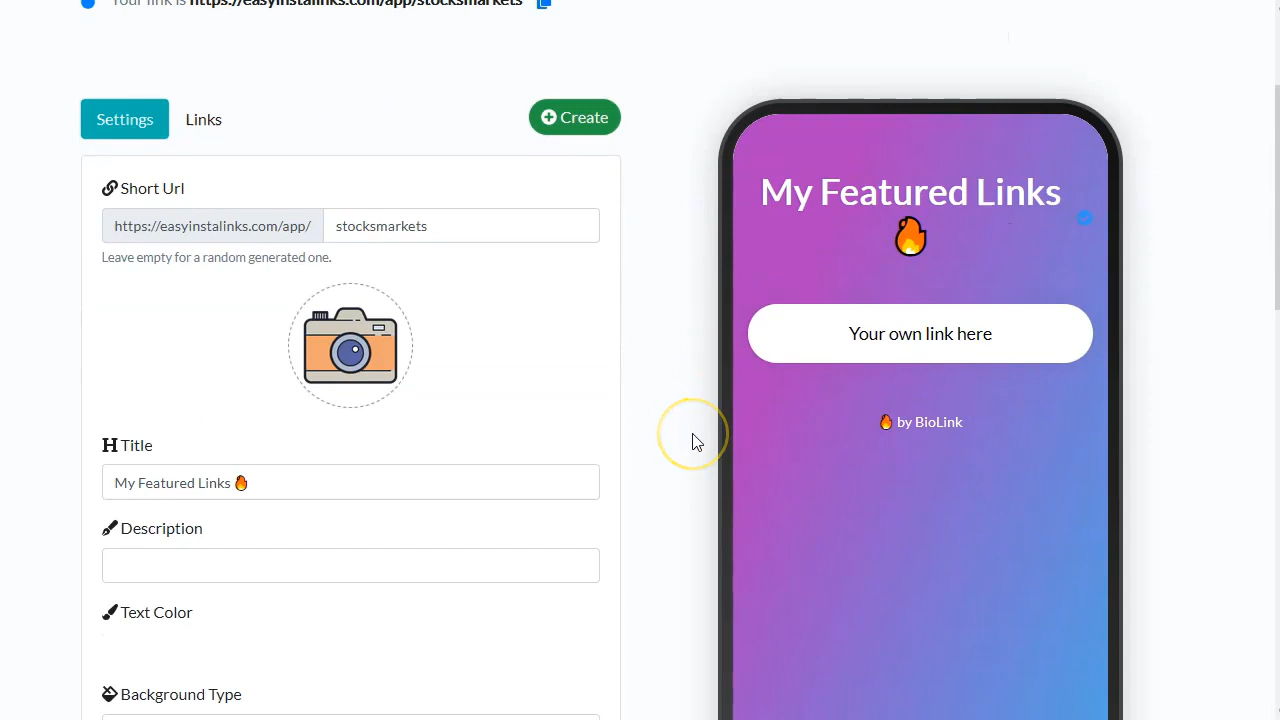 Your link is https://easyinstalinks.com/app/stocksmarkets
Settings
Links
Create
Short Url
https://easyinstalinks.com/app/
stocksmarkets
Leave empty for a random generated one.
Title
My Featured Links 🔥
Description
Text Color
Background Type
My Featured Links
🔥
Your own link here
🔥 by BioLink